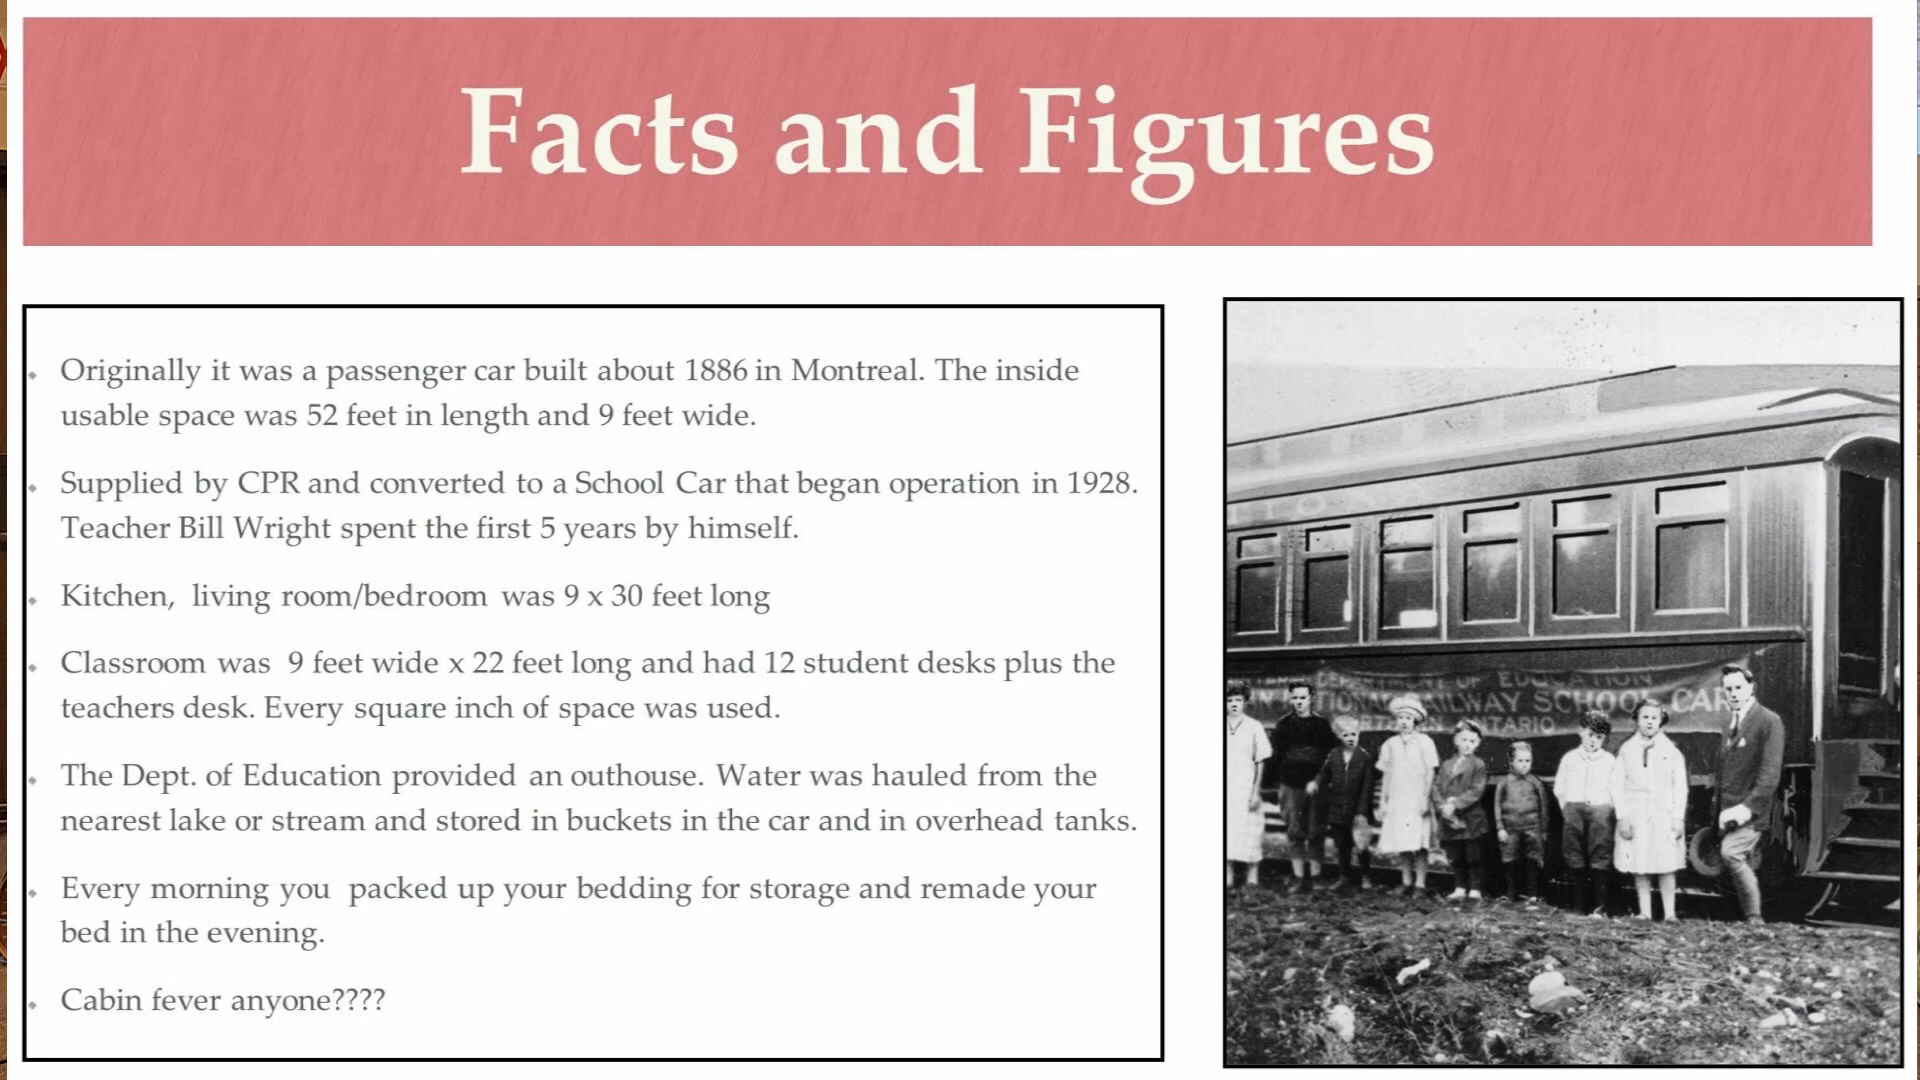 Facts and Figures
Originally it was a passenger car built about 1886 in Montreal. The inside
usable space was 52 feet in length and 9 feet wide.
Supplied by CPR and converted to a School Car that began operation in 1928.
Teacher Bill Wright spent the first 5 years by himself.
Kitchen, living room/bedroom was 9 x 30 feet long
Classroom was 9 feet wide x 22 feet long and had 12 student desks plus the
teachers desk. Every square inch of space was used.
The Dept. of Education provided an outhouse. Water was hauled from the
nearest lake or stream and stored in buckets in the car and in overhead tanks.
Every morning you packed up your bedding for storage and remade your
bed in the evening.
Cabin fever anyone????
OF EDUCATION
RAILWAY SCHOOL CAR
ONTARIO